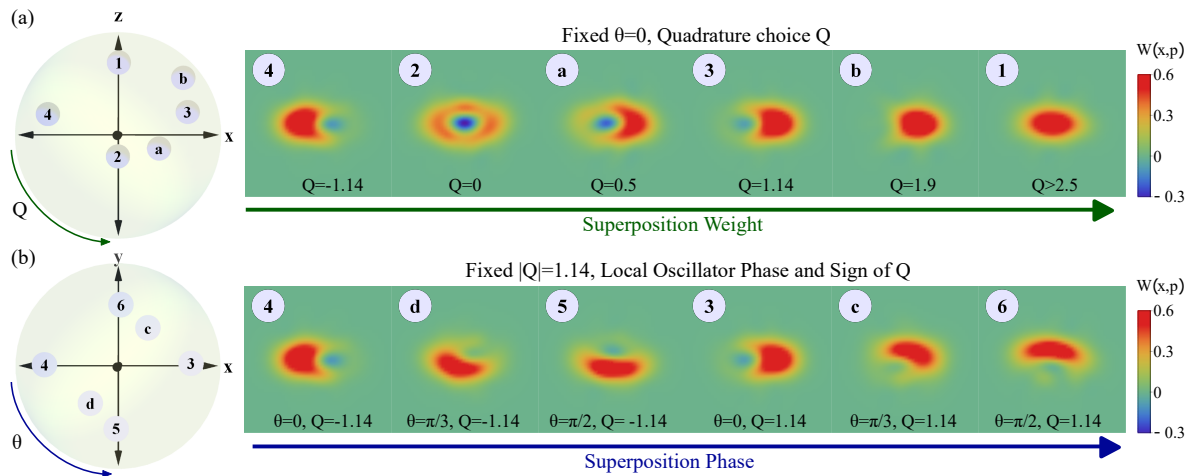 (a)
z
1
b
4
3
x
2
a
Q
Fixed θ=0, Quadrature choice Q
4 2 a 3 b 1
Q=-1.14 Q=0 Q=0.5 Q=1.14 Q=1.9 Q>2.5
Superposition Weight
W(x,p)
0.6
0.3
0
- 0.3
(b)
y
6
c
4
3
x
d
5
θ
Fixed |Q|=1.14, Local Oscillator Phase and Sign of Q
4 d 5 3 c 6
θ=0, Q=-1.14 θ=π/3, Q=-1.14 θ=π/2, Q= -1.14 θ=0, Q=1.14 θ=π/3, Q=1.14 θ=π/2, Q=1.14
Superposition Phase
W(x,p)
0.6
0.3
0
- 0.3